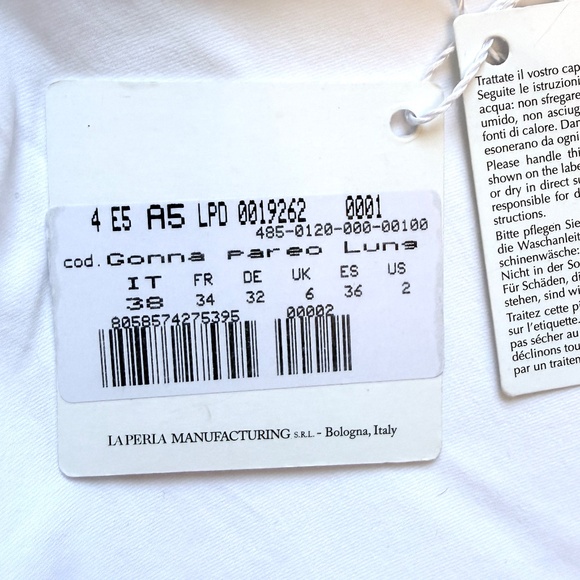 4 E5 A5 LPD 0019262 0001
485-0120-000-00100
cod. Gonna pareo Lung
IT FR DE UK ES US
38 34 32 6 36 2
8058574275395 00002
LA PERLA MANUFACTURING S.R.L. - Bologna, Italy
Trattate il vostro cap
Seguite le istruzioni
acqua: non sfregare
umido, non asciug
fonti di calore. Dan
esonerano da ogni
Please handle thi
shown on the labe
or dry in direct su
responsible for d
structions.
Bitte pflegen Sie
die Waschanleit
schinenwäsche:
Nicht in der So
Für Schäden, di
stehen, sind wi
Traitez cette p
sur l'etiquette.
pas sécher au
déclinons tou
par un traitem